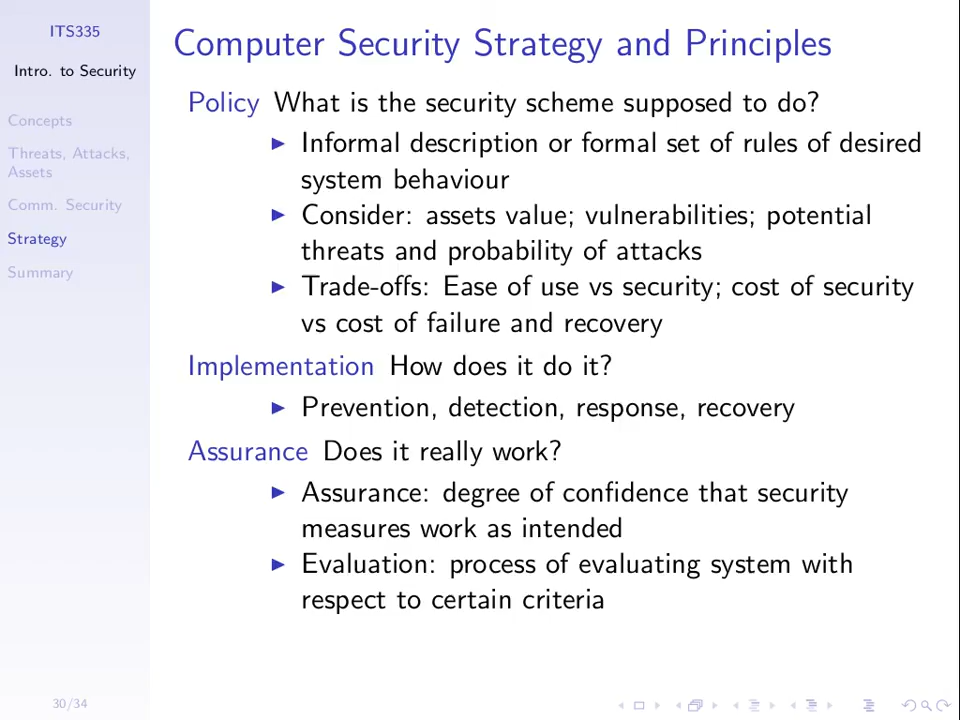 ITS335
Intro. to Security
Concepts
Threats, Attacks,
Assets
Comm. Security
Strategy
Summary
30/34
Computer Security Strategy and Principles
Policy What is the security scheme supposed to do?
Informal description or formal set of rules of desired
system behaviour
Consider: assets value; vulnerabilities; potential
threats and probability of attacks
Trade-offs: Ease of use vs security; cost of security
vs cost of failure and recovery
Implementation How does it do it?
Prevention, detection, response, recovery
Assurance Does it really work?
Assurance: degree of confidence that security
measures work as intended
Evaluation: process of evaluating system with
respect to certain criteria